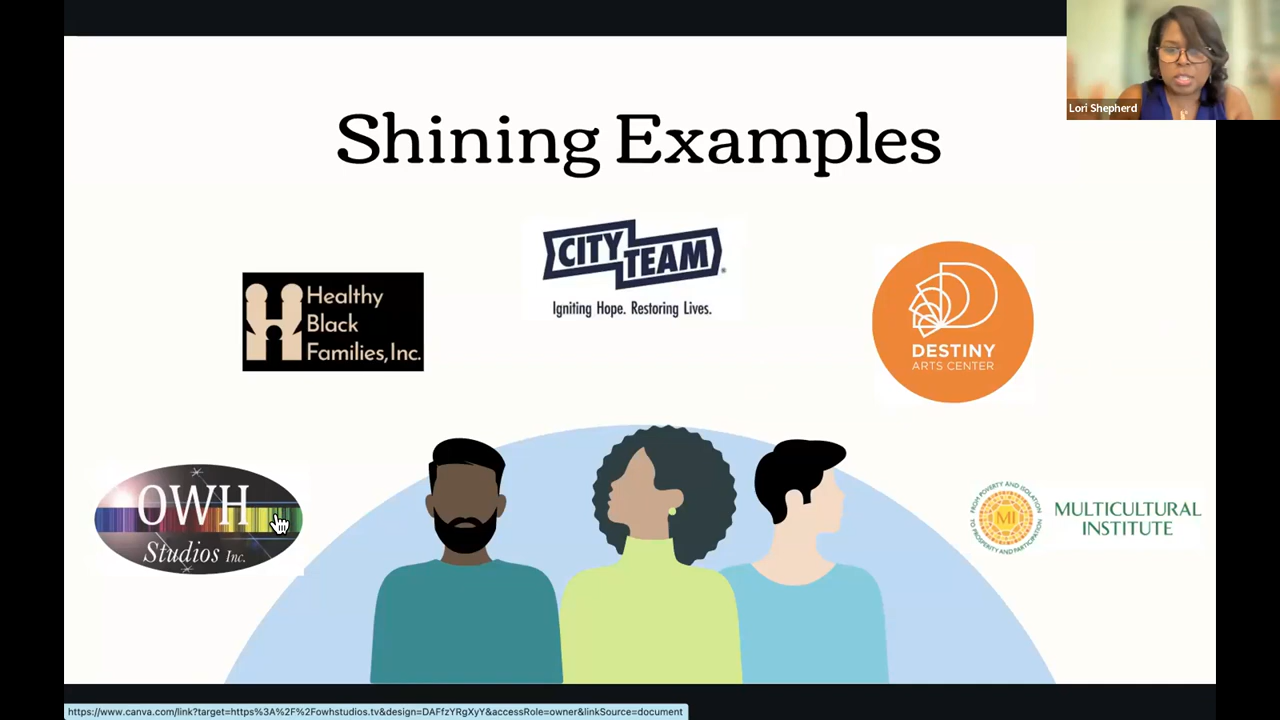 Lori Shepherd
Shining Examples
CITY
TEAM
Igniting Hope. Restoring Lives.
Healthy
Black
Families, Inc.
DESTINY
ARTS CENTER
OWH
Studios Inc.
FROM POVERTY AND ISOLATION
MI
TO PROSPERITY AND PARTICIPATION
MULTICULTURAL
INSTITUTE
https://www.canva.com/link?target=https%3A%2F%2Fowhstudios.tv&design=DAFfzYRgXyY&accessRole=owner&linkSource=document